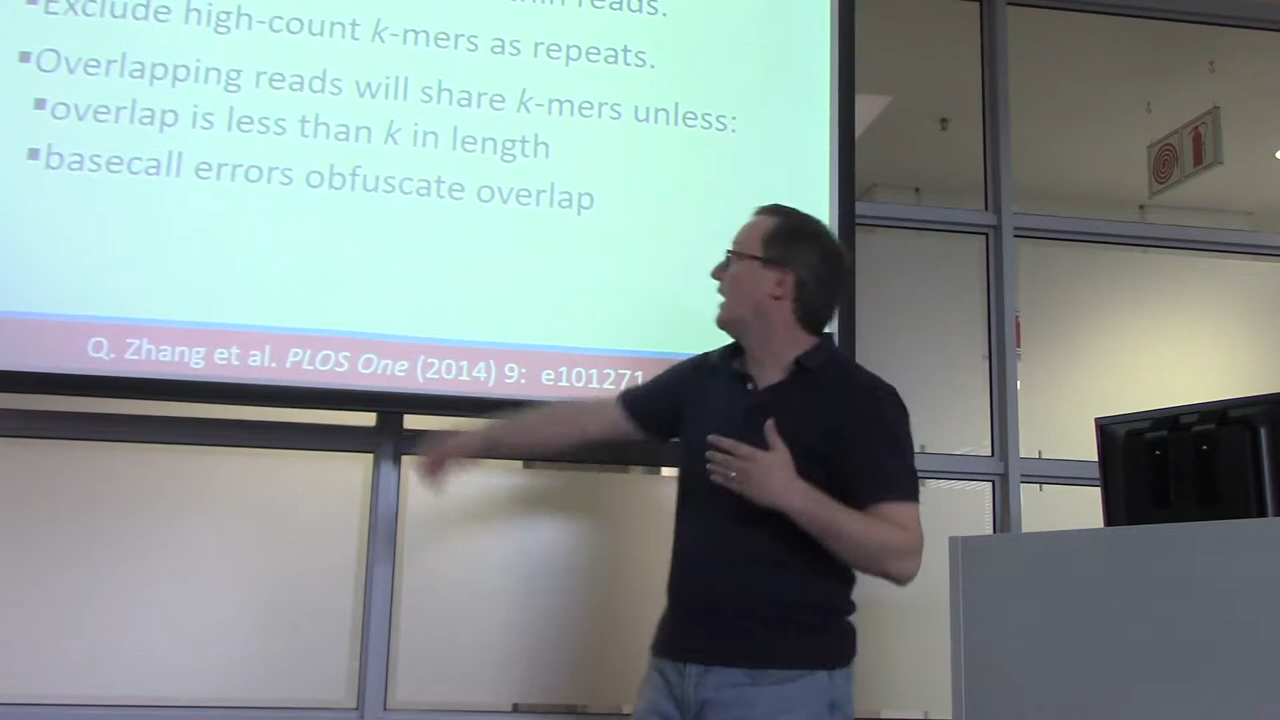 reads.
▪Exclude high-count k-mers as repeats.
▪Overlapping reads will share k-mers unless:
▪overlap is less than k in length
▪basecall errors obfuscate overlap
Q. Zhang et al. PLOS One (2014) 9: e101271